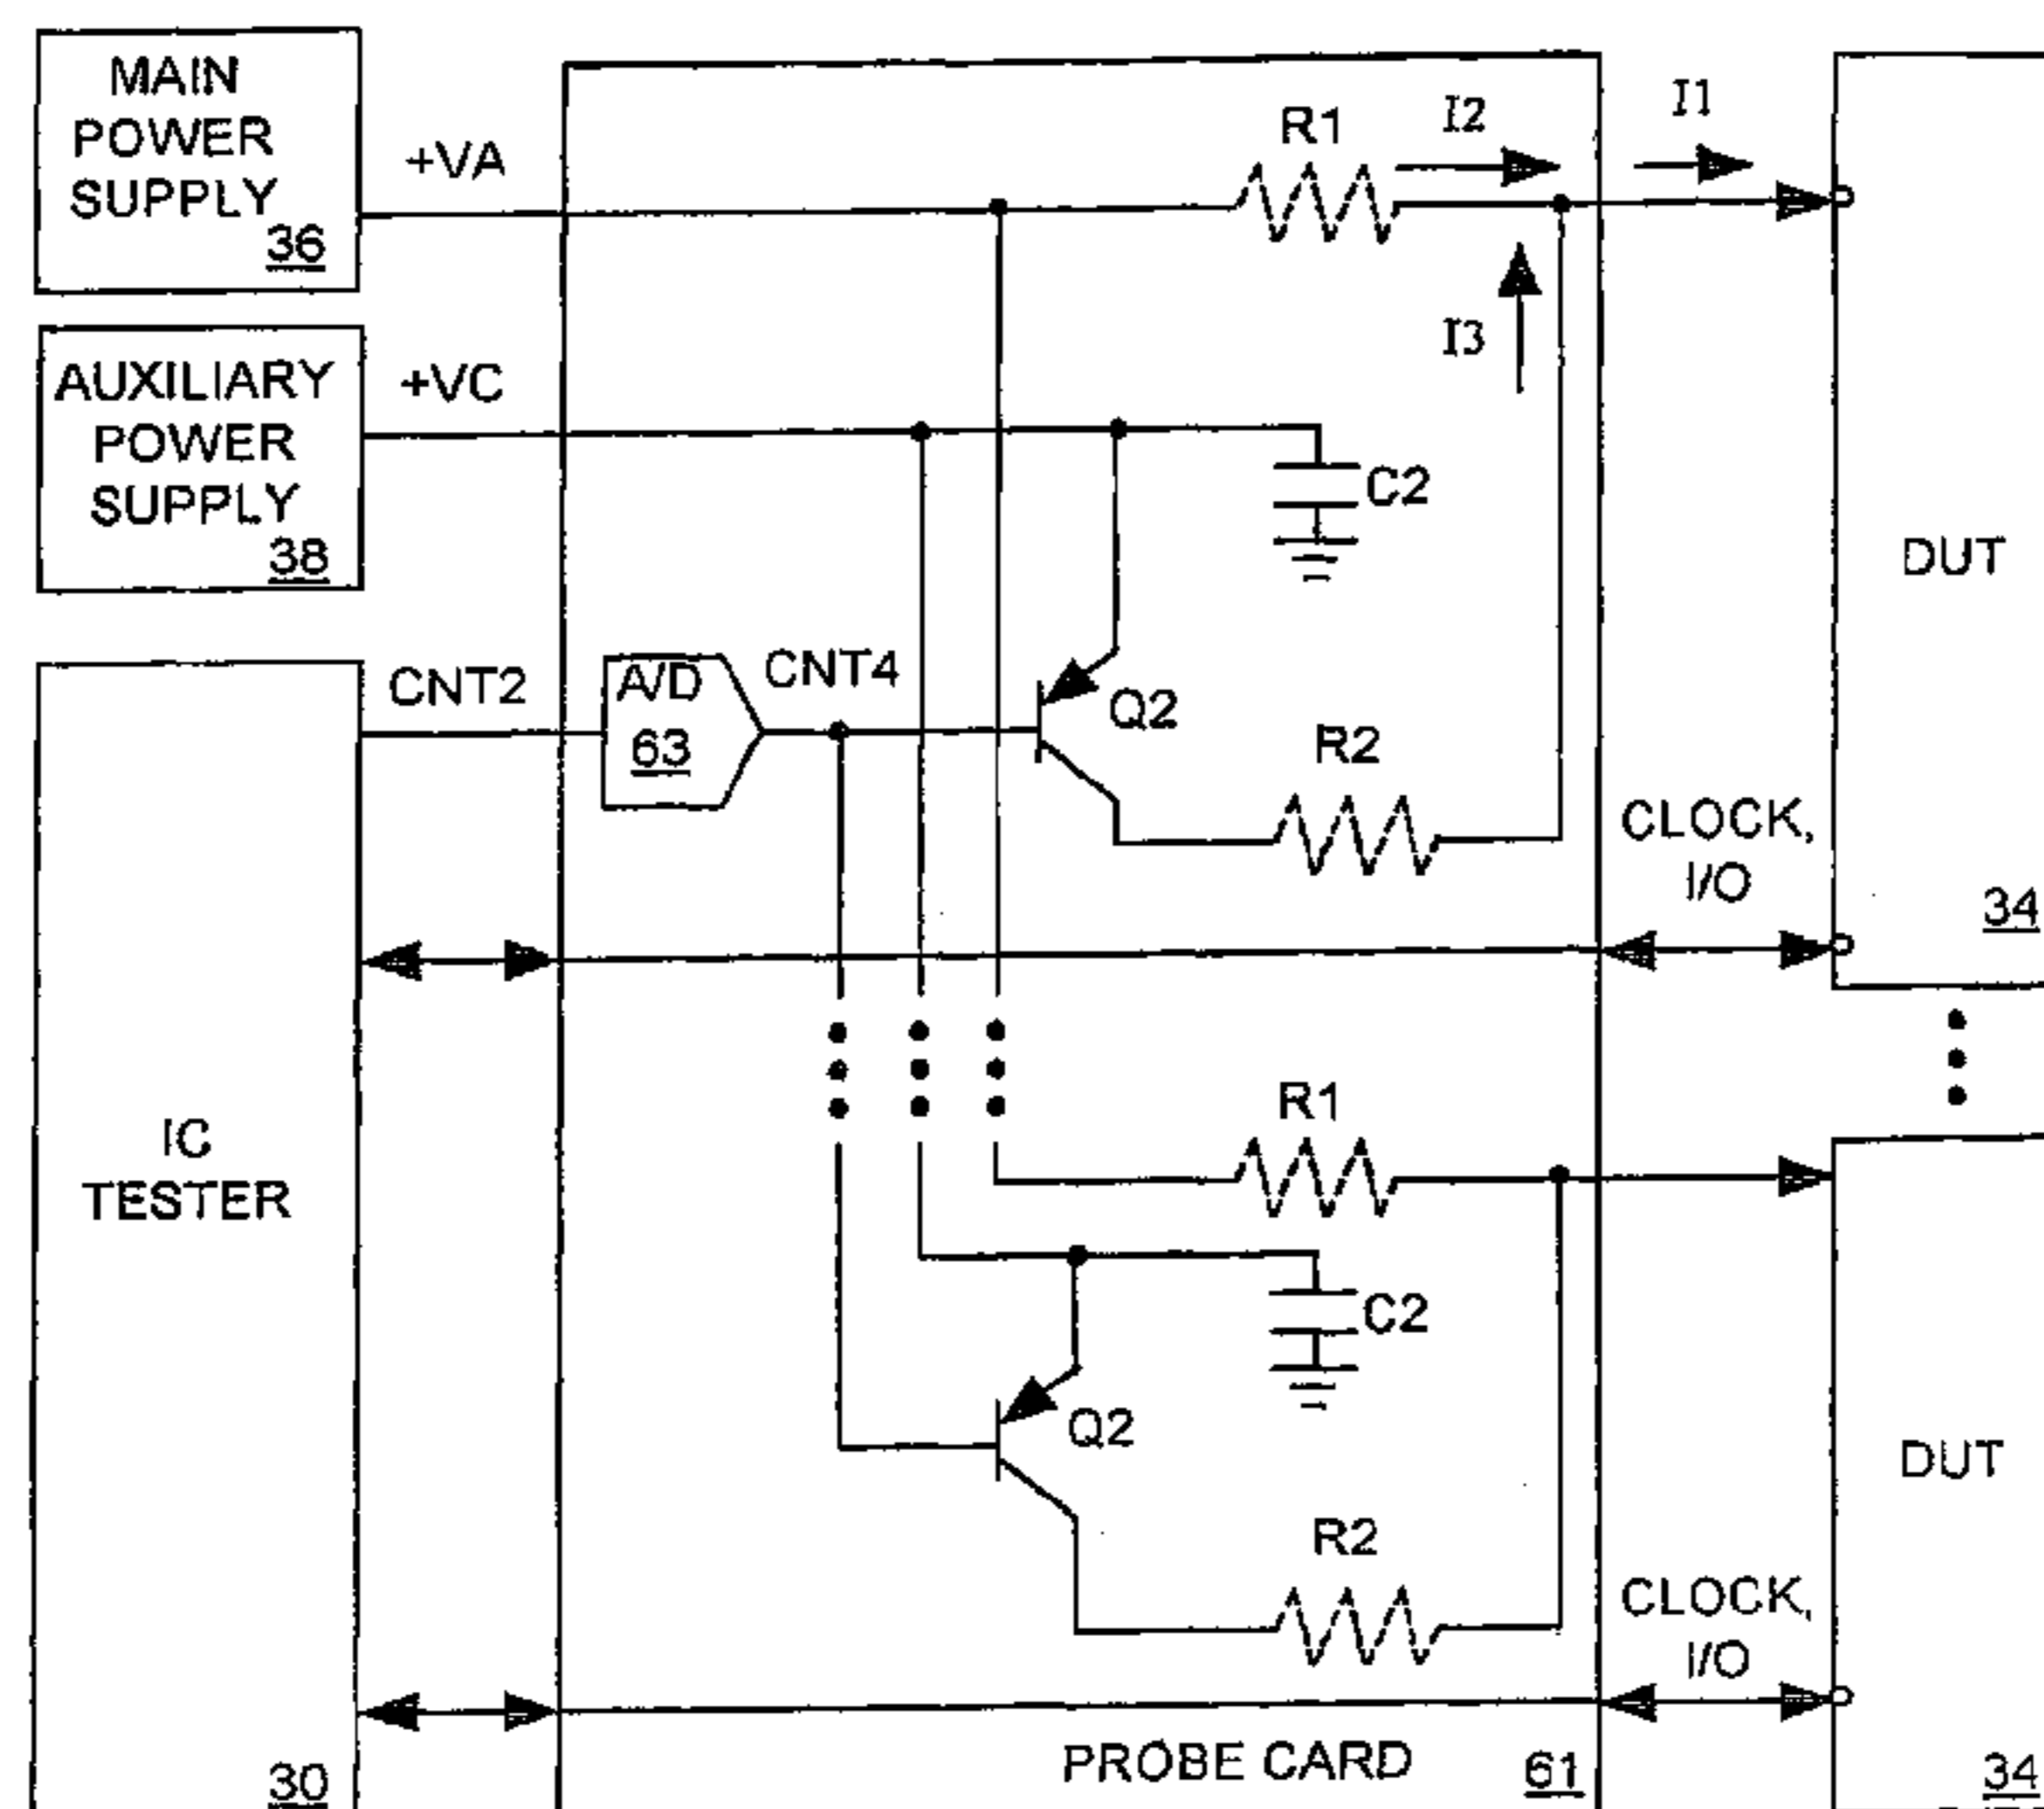 MAIN
POWER
SUPPLY
36
+VA
R1
I2
I1
AUXILIARY
POWER
SUPPLY
38
+VC
I3
C2
DUT
CNT2
A/D
63
CNT4
Q2
R2
CLOCK,
I/O
34
IC
TESTER
R1
C2
Q2
DUT
R2
CLOCK,
I/O
PROBE CARD
61
30
34